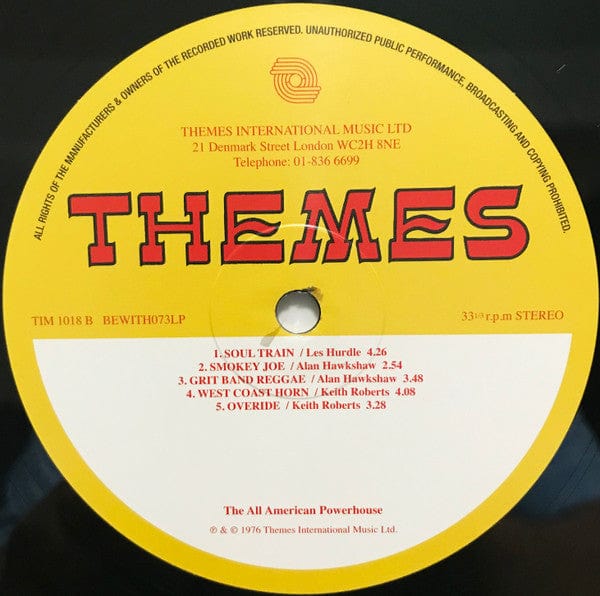 ALL RIGHTS OF THE MANUFACTURERS & OWNERS OF THE RECORDED WORK RESERVED. UNAUTHORIZED PUBLIC PERFORMANCE, BROADCASTING AND COPYING PROHIBITED.
THEMES INTERNATIONAL MUSIC LTD
21 Denmark Street London WC2H 8NE
Telephone: 01-836 6699
THEMES
TIM 1018 B BEWITH073LP
33 1/3 r.p.m STEREO
1. SOUL TRAIN / Les Hurdle 4.26
2. SMOKEY JOE / Alan Hawkshaw 2.54
3. GRIT BAND REGGAE / Alan Hawkshaw 3.48
4. WEST COAST HORN / Keith Roberts 4.08
5. OVERIDE / Keith Roberts 3.28
The All American Powerhouse
℗ & © 1976 Themes International Music Ltd.